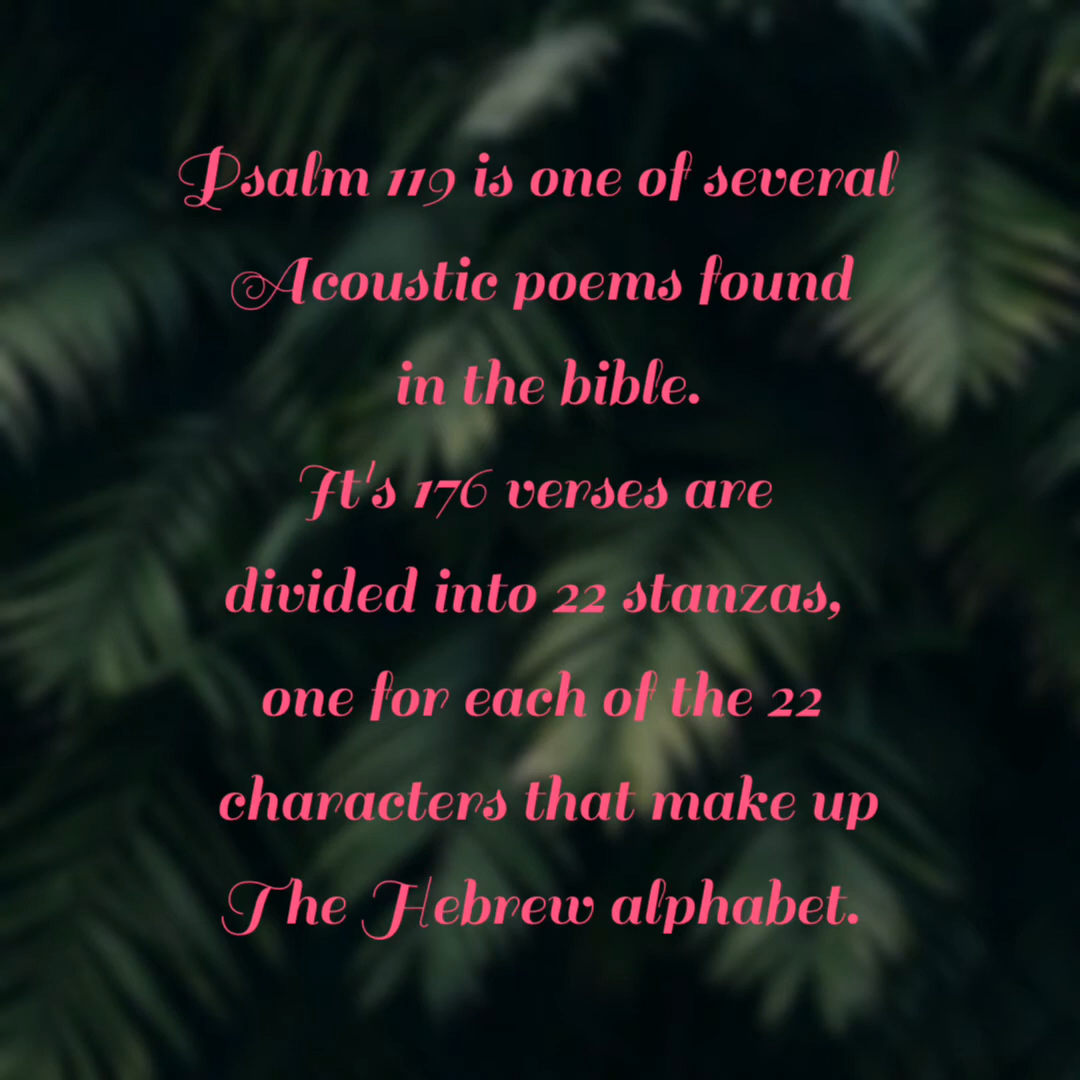 Psalm 119 is one of several
Acoustic poems found
in the bible.
It's 176 verses are
divided into 22 stanzas,
one for each of the 22
characters that make up
The Hebrew alphabet.